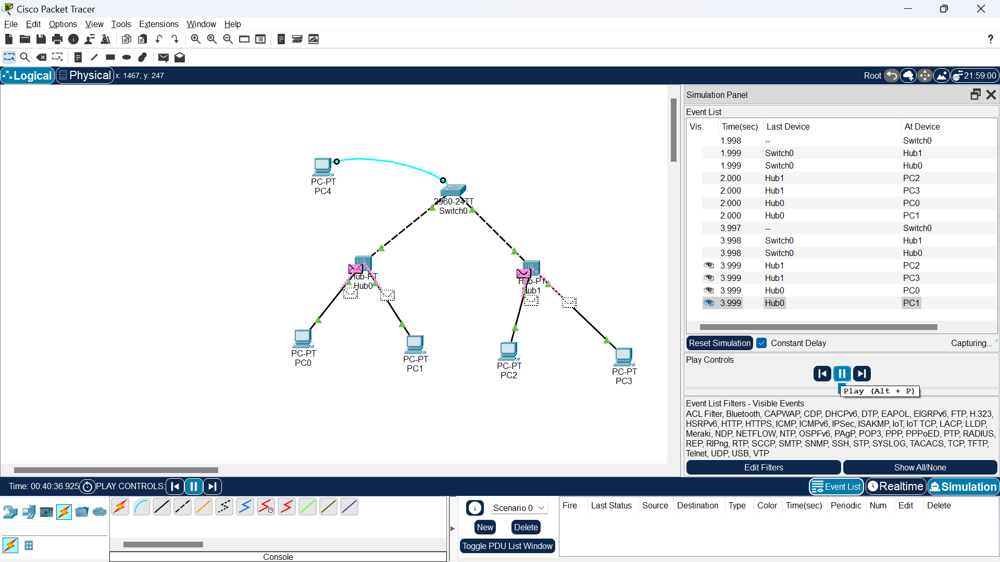 Cisco Packet Tracer
File Edit Options View Tools Extensions Window Help
?
Logical Physical x: 1467, y: 247
Root 21:59:00
PC-PT
PC4
2960-24TT
Switch0
Hub-PT
Hub0
Hub-PT
Hub1
PC-PT
PC0
PC-PT
PC1
PC-PT
PC2
PC-PT
PC3
Simulation Panel
Event List
Vis. Time(sec) Last Device At Device
1.998 -- Switch0
1.999 Switch0 Hub1
1.999 Switch0 Hub0
2.000 Hub1 PC2
2.000 Hub1 PC3
2.000 Hub0 PC0
2.000 Hub0 PC1
3.997 -- Switch0
3.998 Switch0 Hub1
3.998 Switch0 Hub0
3.999 Hub1 PC2
3.999 Hub1 PC3
3.999 Hub0 PC0
3.999 Hub0 PC1
Reset Simulation Constant Delay Capturing... *
Play Controls
Play (Alt + P)
Event List Filters - Visible Events
ACL Filter, Bluetooth, CAPWAP, CDP, DHCPv6, DTP, EAPOL, EIGRPv6, FTP, H.323,
HSRPv6, HTTP, HTTPS, ICMP, ICMPv6, IPSec, ISAKMP, IoT, IoT TCP, LACP, LLDP,
Meraki, NDP, NETFLOW, NTP, OSPFv6, PAgP, POP3, PPP, PPPoED, PTP, RADIUS,
REP, RIPng, RTP, SCCP, SMTP, SNMP, SSH, STP, SYSLOG, TACACS, TCP, TFTP,
Telnet, UDP, USB, VTP
Edit Filters Show All/None
Time: 00:40:36.925 PLAY CONTROLS:
Event List Realtime Simulation
Scenario 0
New Delete
Toggle PDU List Window
Fire Last Status Source Destination Type Color Time(sec) Periodic Num Edit Delete
Console